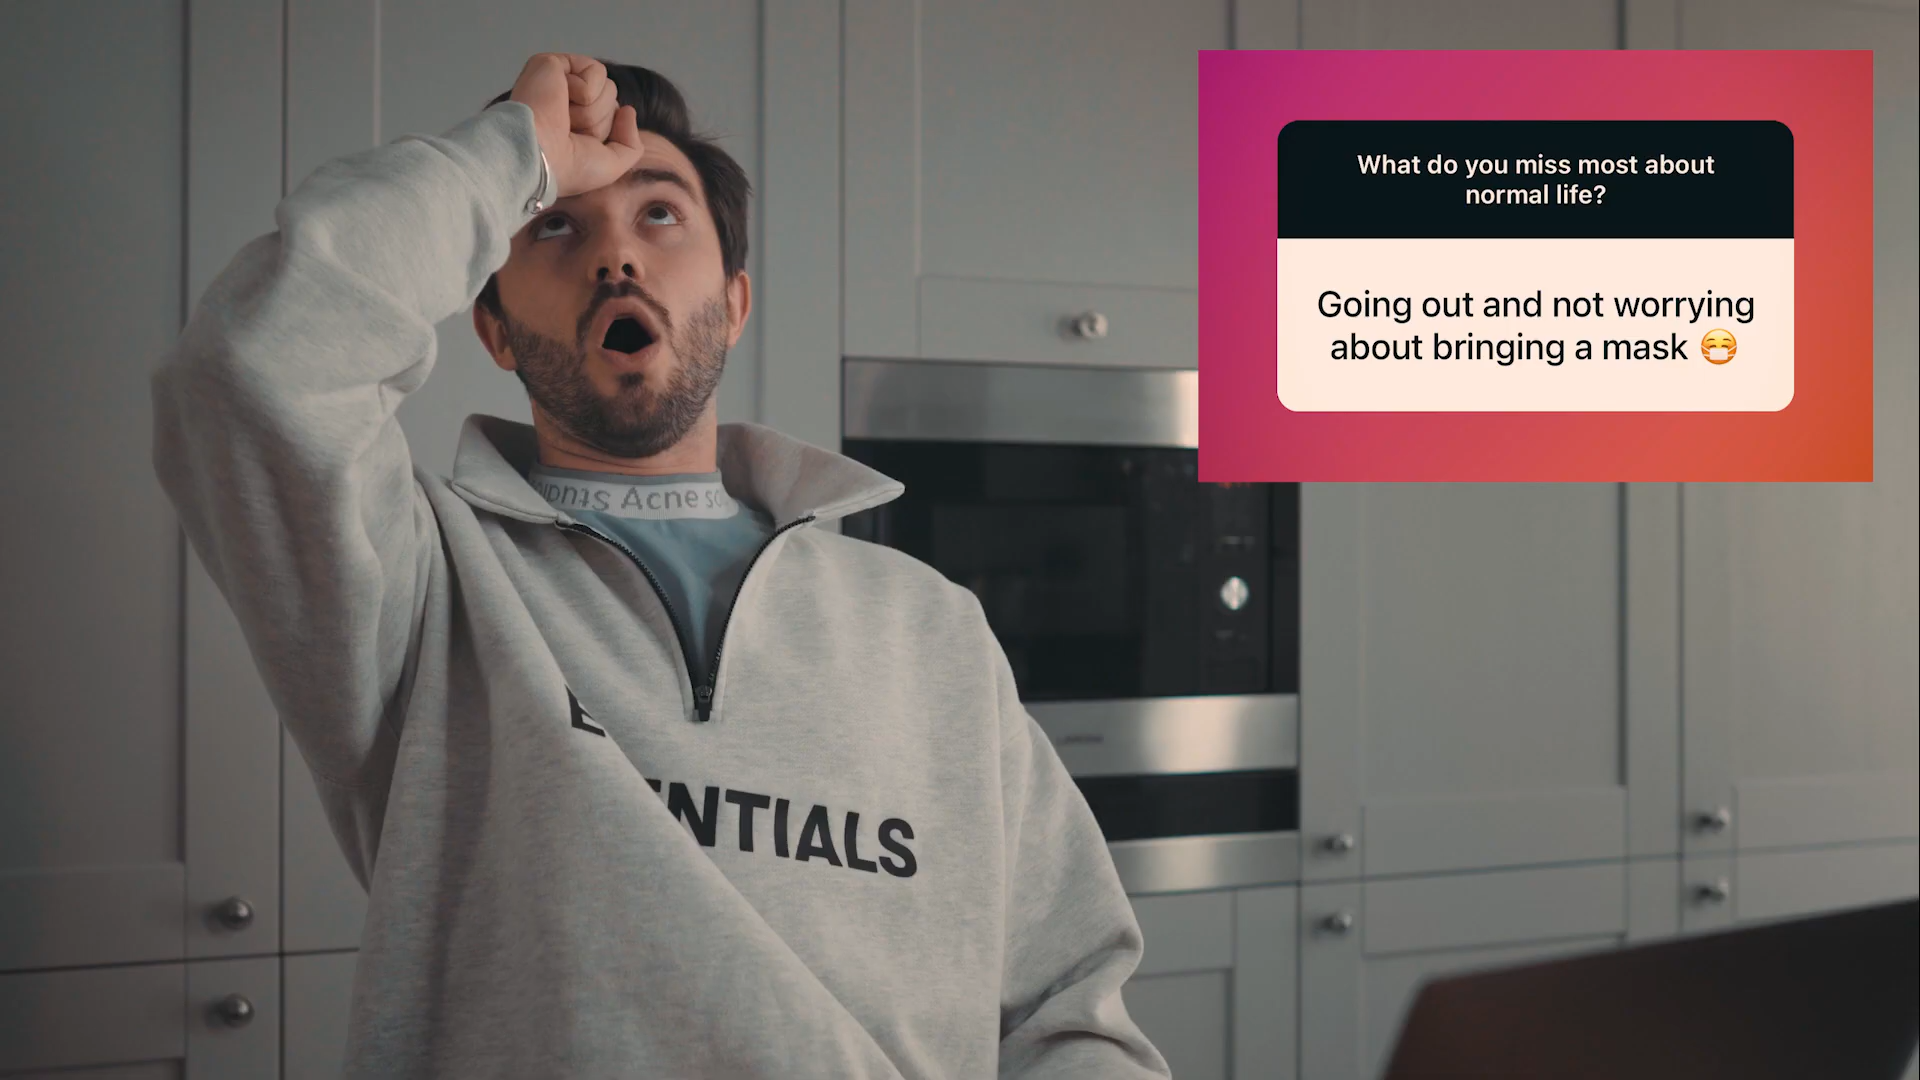 What do you miss most about
normal life?
Going out and not worrying
about bringing a mask 😷
Acne
NTIALS